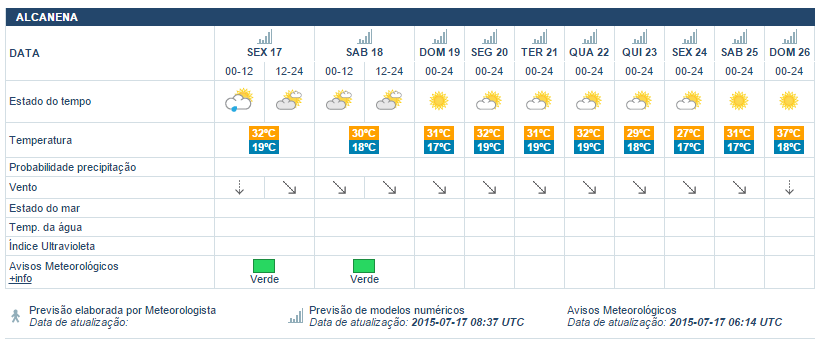 ALCANENA
DATA SEX 17 SAB 18 DOM 19 SEG 20 TER 21 QUA 22 QUI 23 SEX 24 SAB 25 DOM 26
00-12 12-24 00-12 12-24 00-24 00-24 00-24 00-24 00-24 00-24 00-24 00-24
Estado do tempo
Temperatura 32ºC 30ºC 31ºC 32ºC 31ºC 32ºC 29ºC 27ºC 31ºC 37ºC
19ºC 18ºC 17ºC 19ºC 19ºC 19ºC 18ºC 17ºC 17ºC 18ºC
Probabilidade precipitação
Vento
Estado do mar
Temp. da água
Índice Ultravioleta
Avisos Meteorológicos
+info Verde Verde
Previsão elaborada por Meteorologista Previsão de modelos numéricos Avisos Meteorológicos
Data de atualização: Data de atualização: 2015-07-17 08:37 UTC Data de atualização: 2015-07-17 06:14 UTC